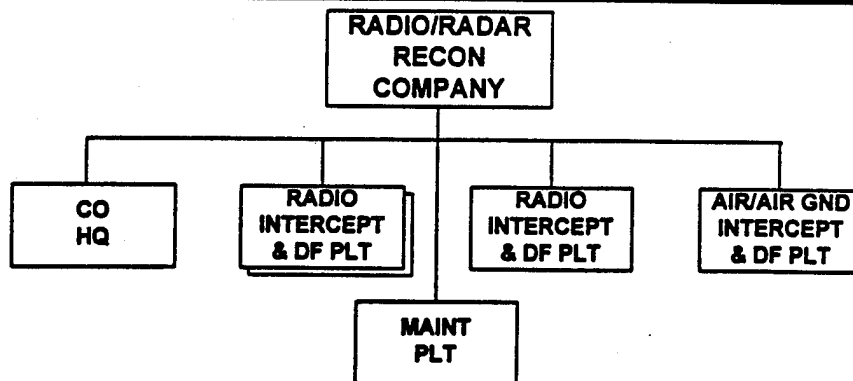 RADIO/RADAR
RECON
COMPANY
CO
HQ
RADIO
INTERCEPT
& DF PLT
RADIO
INTERCEPT
& DF PLT
AIR/AIR GND
INTERCEPT
& DF PLT
MAINT
PLT